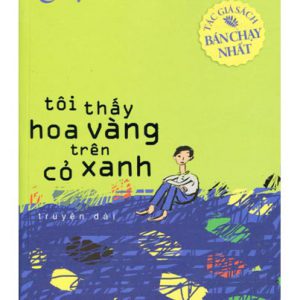 TÁC GIẢ SÁCH
BÁN CHẠY
NHẤT
tôi thấy
hoa vàng
trên
cỏ xanh
truyện dài